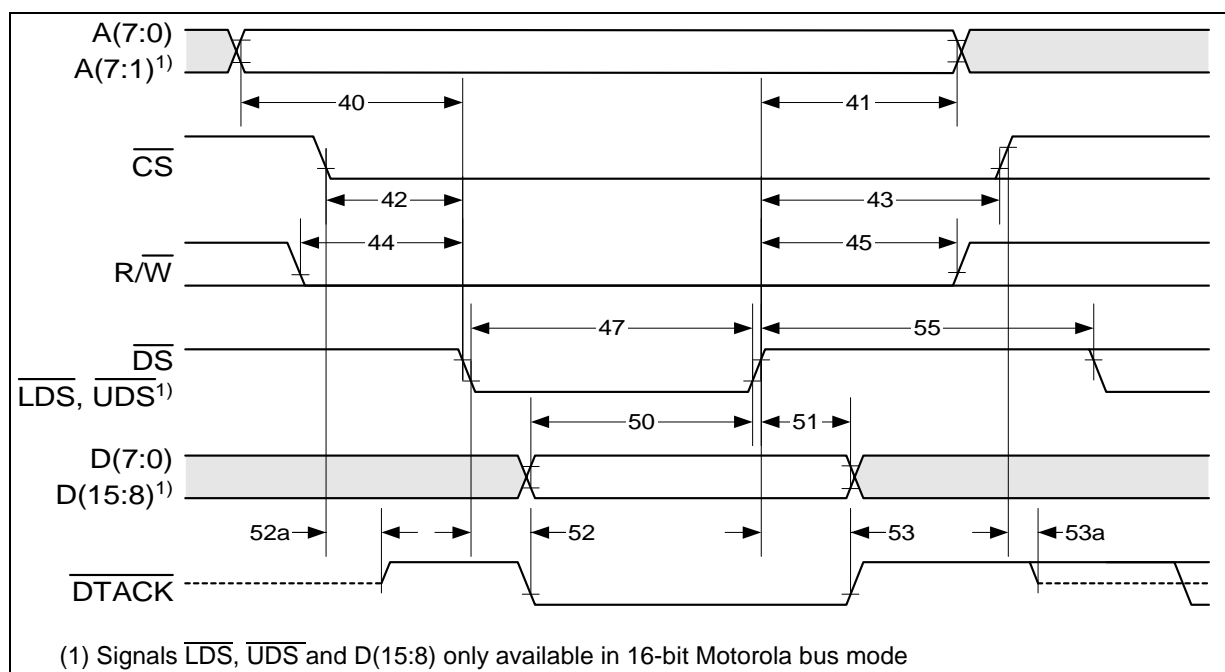 A(7:0)
A(7:1)1)
40
41
CS
42
43
44
45
R/W
47
55
DS
LDS, UDS1)
50
51
D(7:0)
D(15:8)1)
52a
52
53
53a
DTACK
(1) Signals LDS, UDS and D(15:8) only available in 16-bit Motorola bus mode